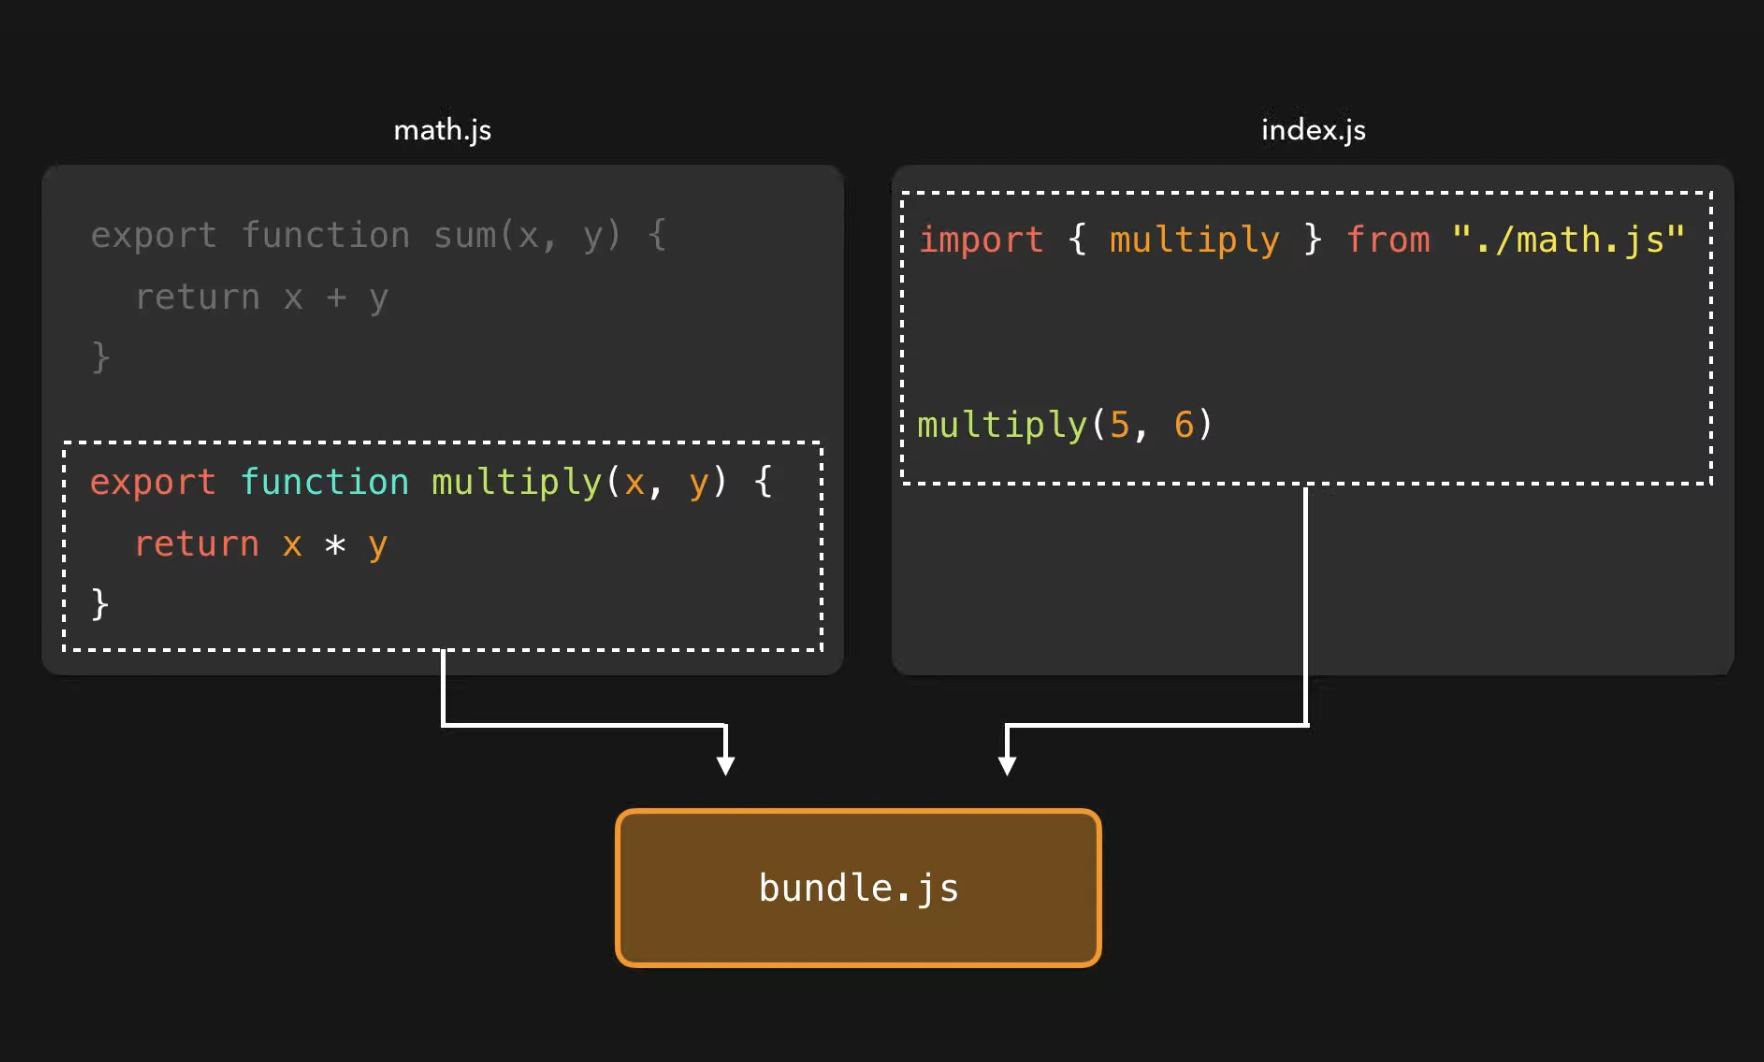 math.js
export function sum(x, y) {
  return x + y
}
export function multiply(x, y) {
  return x * y
}
index.js
import { multiply } from "./math.js"
multiply(5, 6)
bundle.js